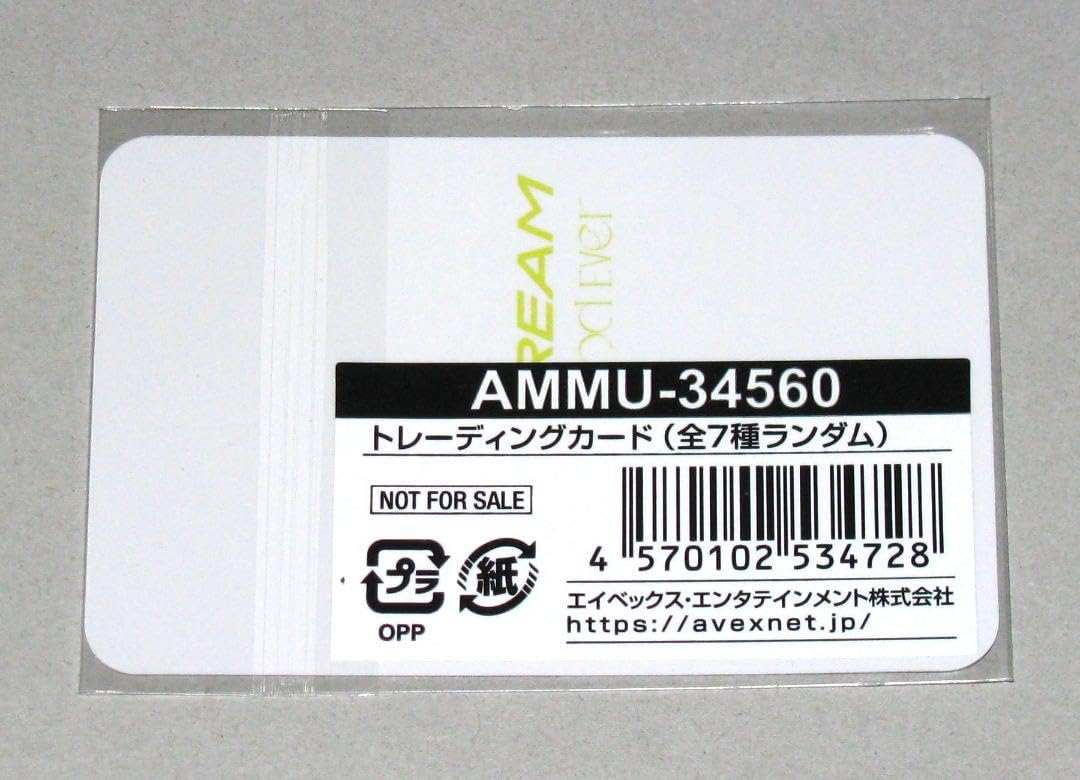 REAM
EVer
AMMU-34560
トレーディングカード（全7種ランダム）
NOT FOR SALE
プラ
紙
OPP
4 570102 534728
エイベックス・エンタテインメント株式会社
https://avexnet.jp/